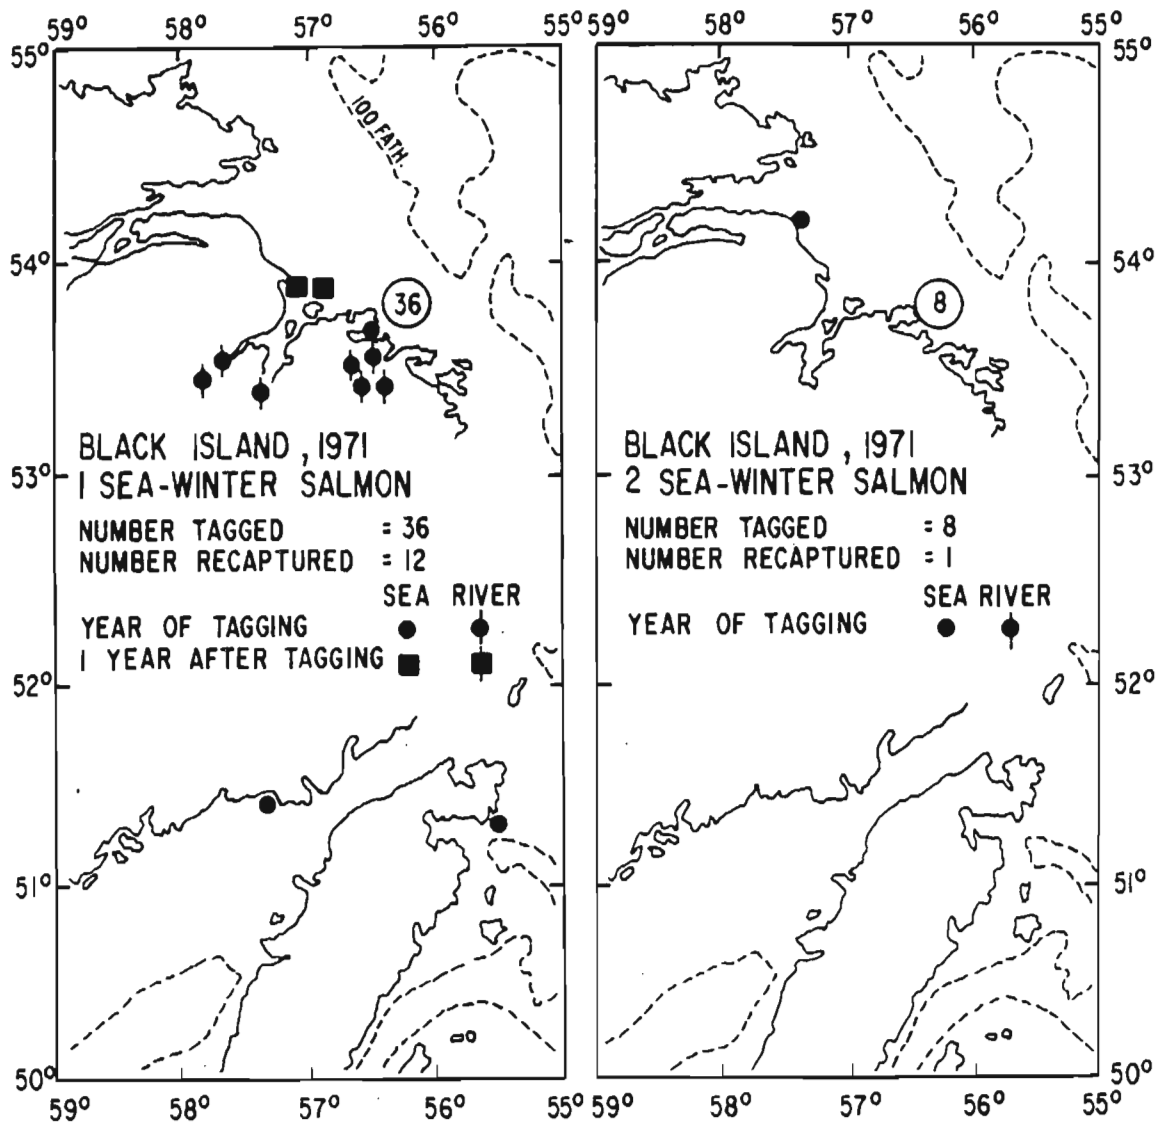 59° 58° 57° 56° 55°
55°
100 FATH.
54°
36
BLACK ISLAND, 1971
1 SEA-WINTER SALMON
53°
NUMBER TAGGED = 36
NUMBER RECAPTURED = 12
SEA RIVER
YEAR OF TAGGING
1 YEAR AFTER TAGGING
52°
51°
50°
59° 58° 57° 56° 55°
59° 58° 57° 56° 55°
55°
54°
8
BLACK ISLAND, 1971
2 SEA-WINTER SALMON
53°
NUMBER TAGGED = 8
NUMBER RECAPTURED = 1
SEA RIVER
YEAR OF TAGGING
52°
51°
50°
59° 58° 57° 56° 55°